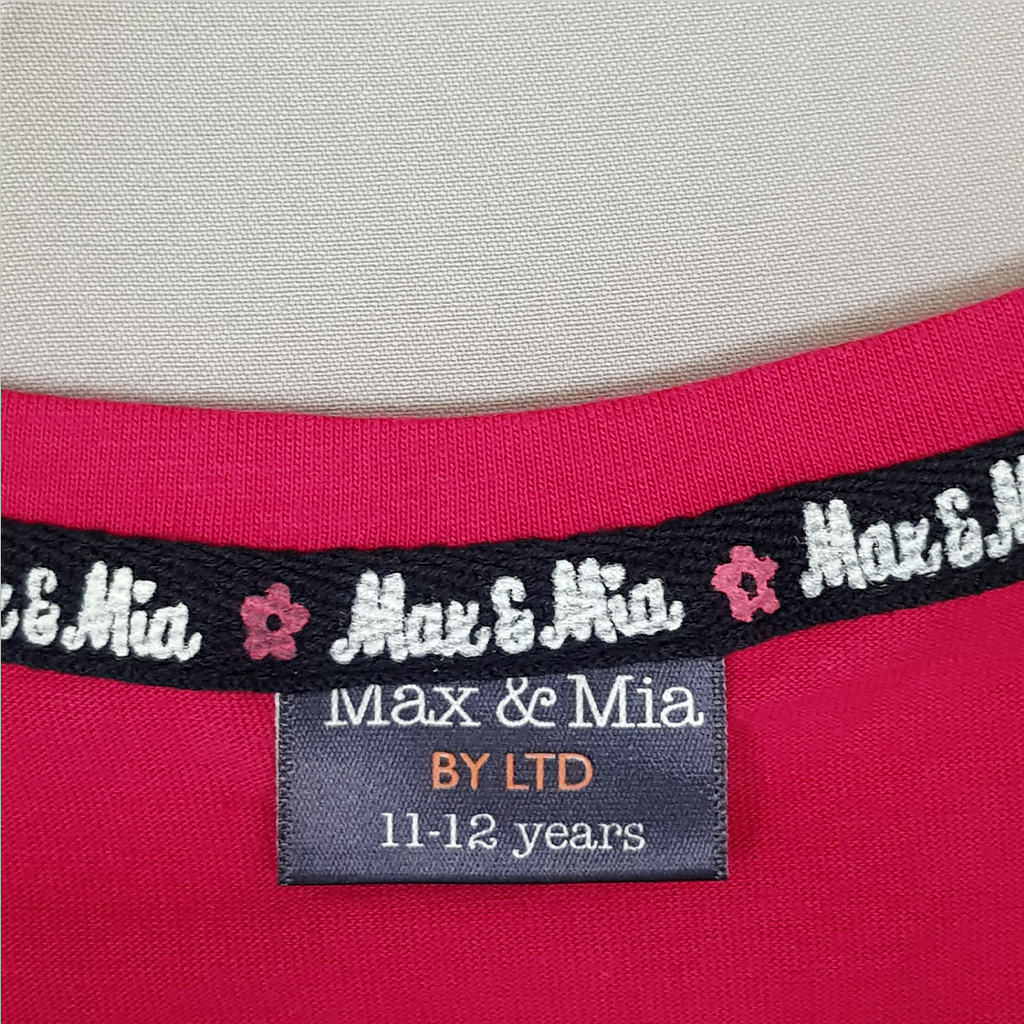 & Mia Max & Mia Max & M
Max & Mia
BY LTD
11-12 years